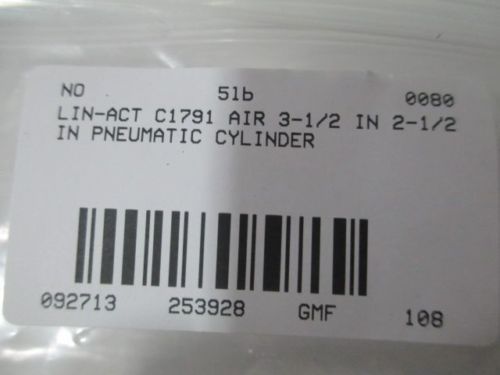 NO 5lb 0080
LIN-ACT C1791 AIR 3-1/2 IN 2-1/2
IN PNEUMATIC CYLINDER
092713 253928 GMF 108